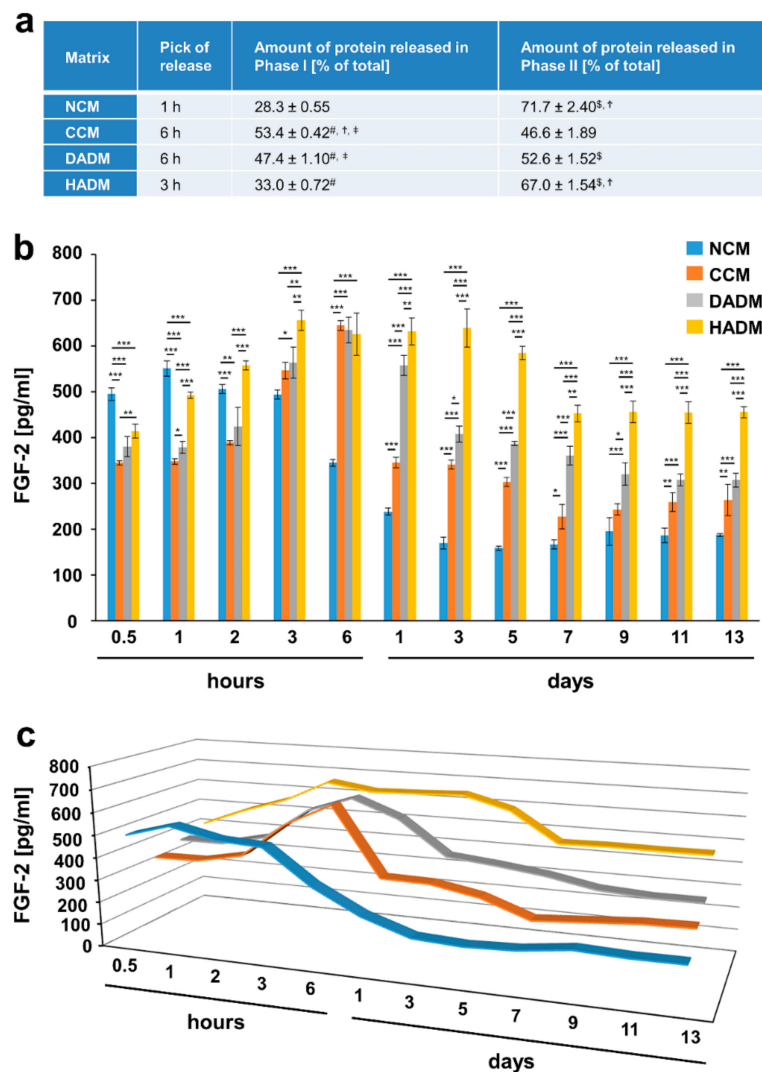 a
Matrix
Pick of
release
Amount of protein released in
Phase I [% of total]
Amount of protein released in
Phase II [% of total]
NCM 1 h 28.3 ± 0.55 71.7 ± 2.40$, †
CCM 6 h 53.4 ± 0.42#, †, ‡ 46.6 ± 1.89
DADM 6 h 47.4 ± 1.10#, ‡ 52.6 ± 1.52$
HADM 3 h 33.0 ± 0.72# 67.0 ± 1.54$, †
b
FGF-2 [pg/ml]
800
700
600
500
400
300
200
100
0
NCM
CCM
DADM
HADM
0.5 1 2 3 6 1 3 5 7 9 11 13
hours days
c
FGF-2 [pg/ml]
800
700
600
500
400
300
200
100
0
0.5 1 2 3 6 1 3 5 7 9 11 13
hours days